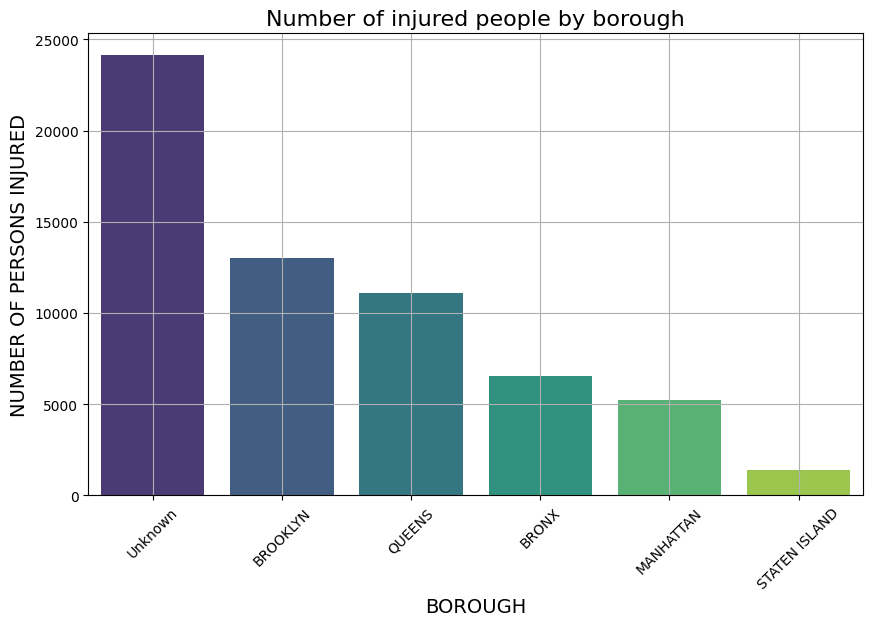 Number of injured people by borough
NUMBER OF PERSONS INJURED
25000
20000
15000
10000
5000
0
Unknown
BROOKLYN
QUEENS
BRONX
MANHATTAN
STATEN ISLAND
BOROUGH